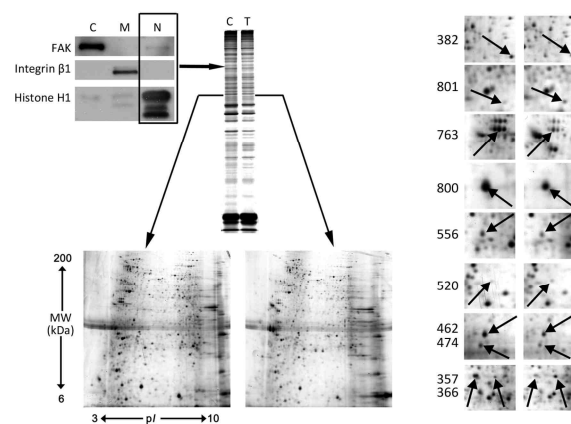 C M N
FAK
Integrin β1
Histone H1
C T
200
MW
(kDa)
6
3 pI 10
382
801
763
800
556
520
462
474
357
366